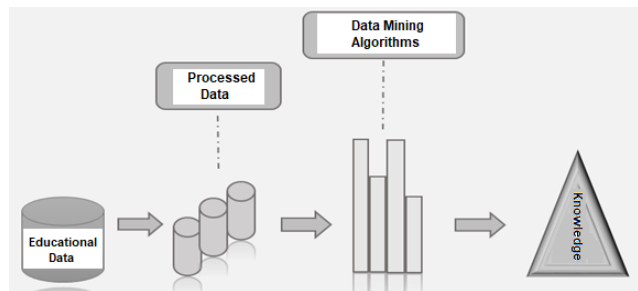 Data Mining
Algorithms
Processed
Data
Educational
Data
Knowledge